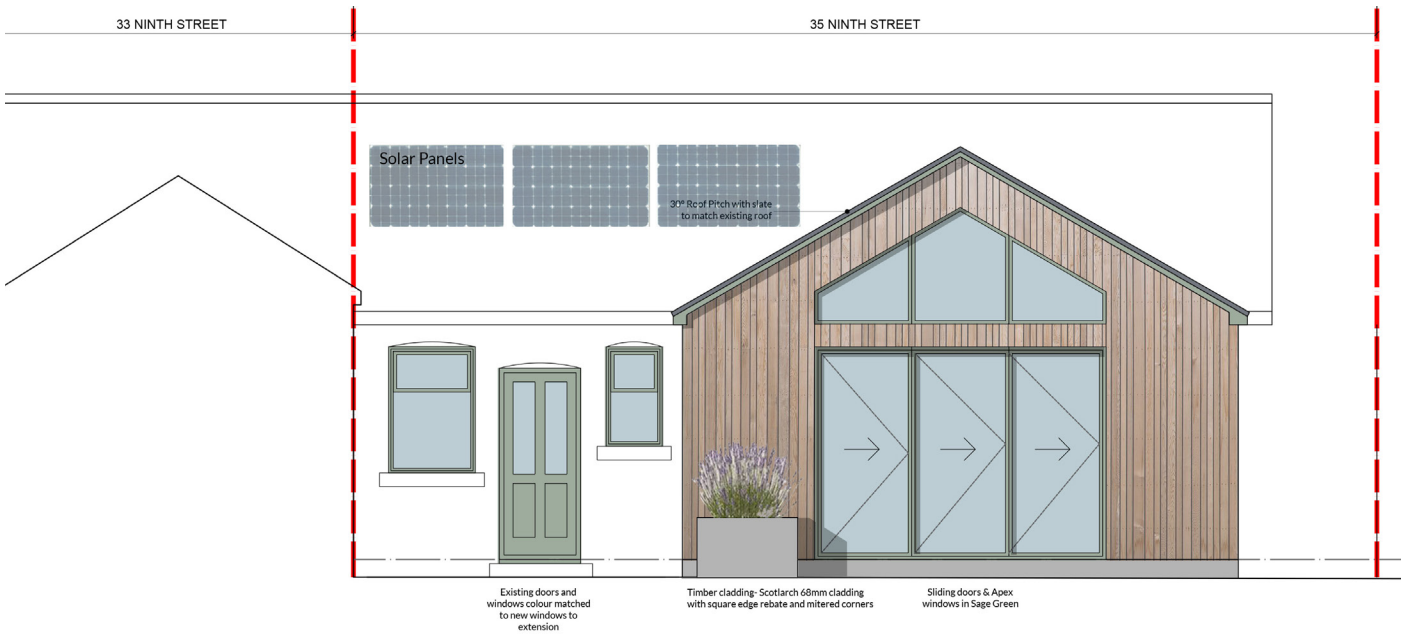 33 NINTH STREET
35 NINTH STREET
Solar Panels
30° Roof Pitch with slate
to match existing roof
Existing doors and
windows colour matched
to new windows to
extension
Timber cladding- Scotlarch 68mm cladding
with square edge rebate and mitered corners
Sliding doors & Apex
windows in Sage Green